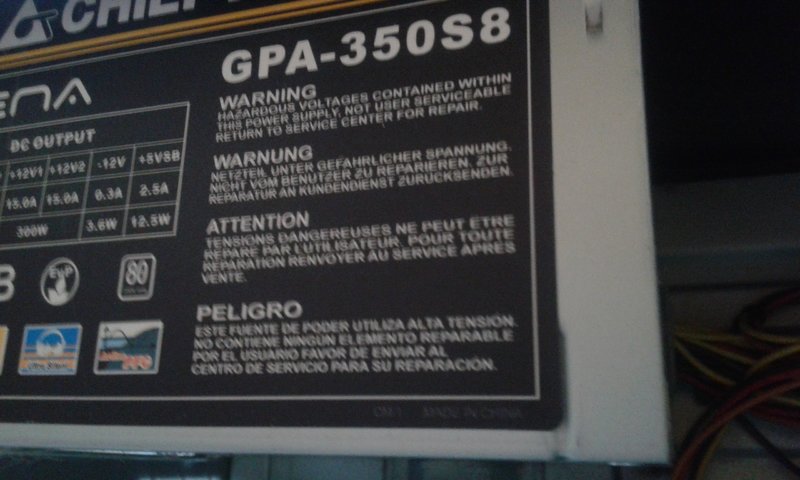 GPA-350S8
WARNING
HAZARDOUS VOLTAGES CONTAINED WITHIN
THIS POWER SUPPLY, NOT USER SERVICEABLE
RETURN TO SERVICE CENTER FOR REPAIR.
DC OUTPUT
+12V1 +12V2 -12V +5VSB
15.0A 15.0A 0.3A 2.5A
300W 3.6W 12.5W
WARNUNG
NETZTEIL UNTER GEFAHRLICHER SPANNUNG.
NICHT VOM BENUTZER ZU REPARIEREN. ZUR
REPARATUR AN KUNDENDIENST ZURUCKSENDEN.
ATTENTION
TENSIONS DANGEREUSES NE PEUT ETRE
REPARE PAR L'UTILISATEUR. POUR TOUTE
REPARATION RENVOYER AU SERVICE APRES
VENTE.
80
PELIGRO
ESTE FUENTE DE PODER UTILIZA ALTA TENSIÓN.
NO CONTIENE NINGUN ELEMENTO REPARABLE
POR EL USUARIO FAVOR DE ENVIAR AL
CENTRO DE SERVICIO PARA SU REPARACIÓN.
MADE IN CHINA